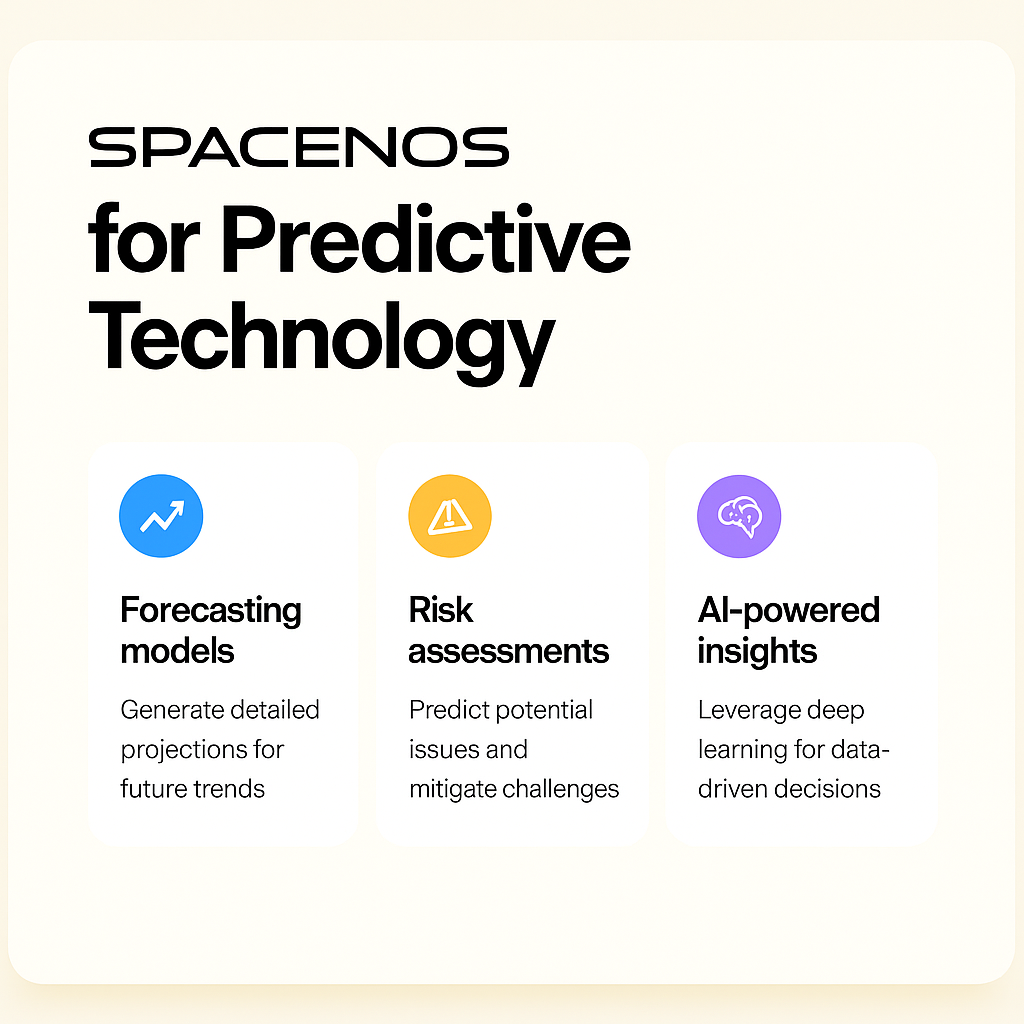 SPACENOS
for Predictive
Technology
Forecasting
models
Generate detailed
projections for
future trends
Risk
assessments
Predict potential
issues and
mitigate challenges
AI-powered
insights
Leverage deep
learning for data-
driven decisions